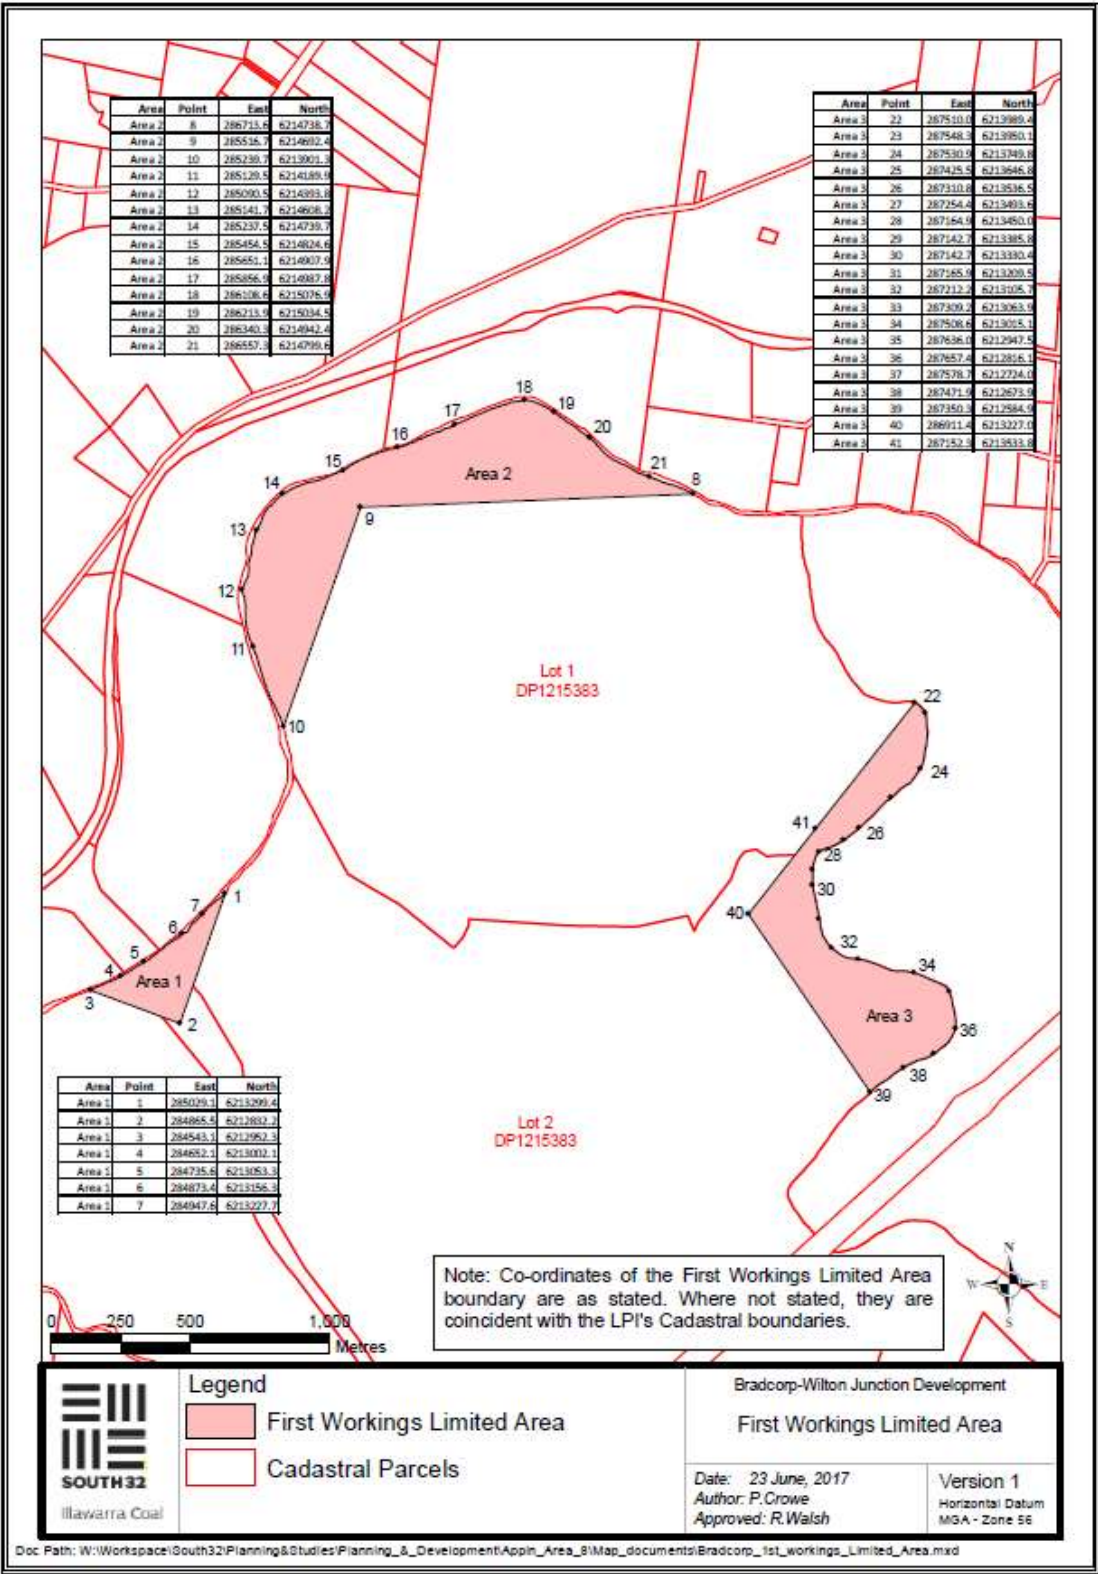 Area Point East North
Area 2 8 286713.6 6214738.7
Area 2 9 285516.7 6214692.4
Area 2 10 285239.7 6213901.3
Area 2 11 285129.5 6214189.9
Area 2 12 285090.5 6214393.8
Area 2 13 285141.7 6214608.2
Area 2 14 285237.5 6214739.7
Area 2 15 285454.5 6214824.6
Area 2 16 285651.1 6214907.9
Area 2 17 285856.9 6214987.8
Area 2 18 286108.6 6215076.9
Area 2 19 286213.9 6215034.5
Area 2 20 286340.3 6214942.4
Area 2 21 286557.3 6214799.6
Area Point East North
Area 3 22 287510.0 6213989.4
Area 3 23 287548.3 6213950.1
Area 3 24 287530.9 6213749.8
Area 3 25 287425.5 6213646.8
Area 3 26 287310.8 6213536.5
Area 3 27 287254.4 6213493.6
Area 3 28 287164.9 6213450.0
Area 3 29 287142.7 6213385.8
Area 3 30 287142.7 6213330.4
Area 3 31 287165.9 6213209.5
Area 3 32 287212.2 6213105.7
Area 3 33 287309.2 6213063.9
Area 3 34 287508.6 6213015.1
Area 3 35 287636.0 6212947.5
Area 3 36 287657.4 6212816.1
Area 3 37 287578.7 6212724.0
Area 3 38 287471.9 6212673.9
Area 3 39 287350.3 6212584.9
Area 3 40 286911.4 6213227.0
Area 3 41 287152.3 6213533.8
18
19
17
20
16
15
Area 2
21
8
14
9
13
12
11
10
Lot 1
DP1215383
22
24
41
26
28
30
40
32
34
Area 3
36
38
39
1
7
6
5
4
Area 1
3
2
Area Point East North
Area 1 1 285029.1 6213299.4
Area 1 2 284865.5 6212832.2
Area 1 3 284543.1 6212952.3
Area 1 4 284652.1 6213002.1
Area 1 5 284735.6 6213053.3
Area 1 6 284873.4 6213156.3
Area 1 7 284947.6 6213227.7
Lot 2
DP1215383
N
W E
S
Note: Co-ordinates of the First Workings Limited Area
boundary are as stated. Where not stated, they are
coincident with the LPI's Cadastral boundaries.
0 250 500 1,000
Metres
SOUTH32
Illawarra Coal
Legend
First Workings Limited Area
Cadastral Parcels
Bradcorp-Wilton Junction Development
First Workings Limited Area
Date: 23 June, 2017
Author: P.Crowe
Approved: R.Walsh
Version 1
Horizontal Datum
MGA - Zone 56
Doc Path: W:\Workspace\South32\Planning&Studies\Planning_&_Development\Appin_Area_8\Map_documents\Bradcorp_1st_workings_Limited_Area.mxd